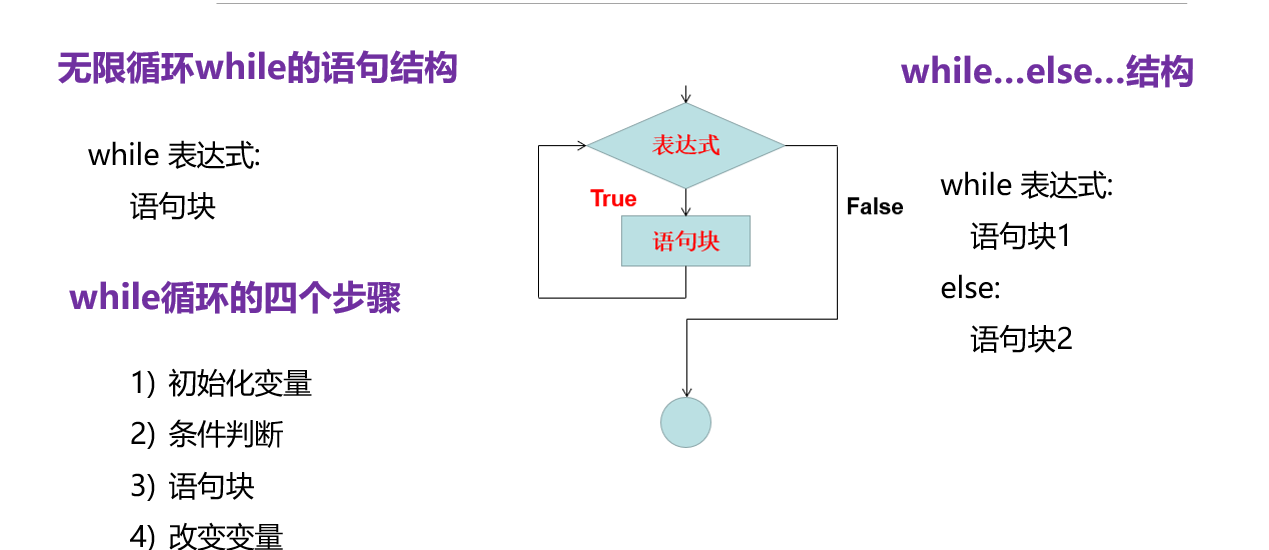 无限循环while的语句结构
while 表达式:
语句块
while循环的四个步骤
1) 初始化变量
2) 条件判断
3) 语句块
4) 改变变量
表达式
True
False
语句块
while…else…结构
while 表达式:
语句块1
else:
语句块2